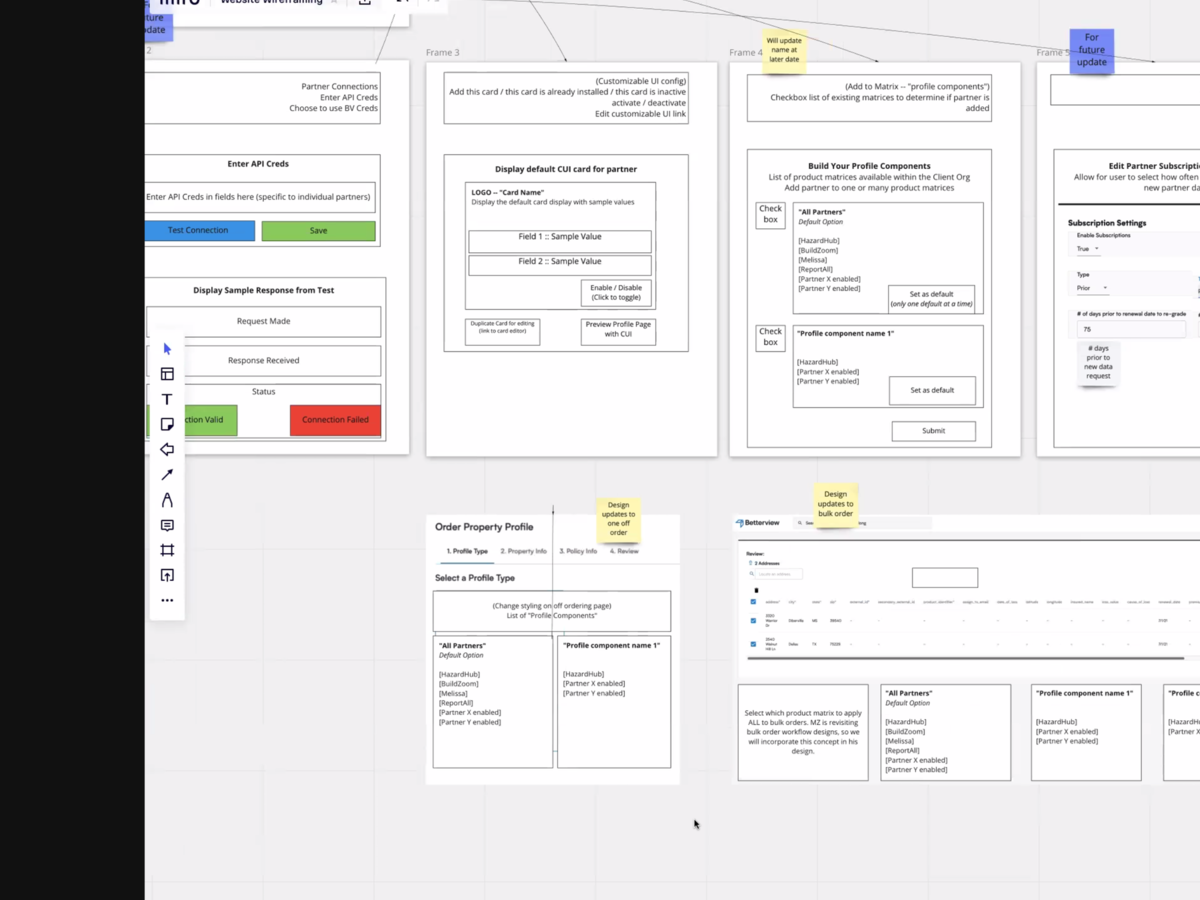 website wireframing
future
update
2
Partner Connections
Enter API Creds
Choose to use BV Creds
Enter API Creds
Enter API Creds in fields here (specific to individual partners)
Test Connection
Save
Display Sample Response from Test
Request Made
Response Received
Status
ction Valid
Connection Failed
Frame 3
(Customizable UI config)
Add this card / this card is already installed / this card is inactive
activate / deactivate
Edit customizable UI link
Display default CUI card for partner
LOGO -- "Card Name"
Display the default card display with sample values
Field 1 :: Sample Value
Field 2 :: Sample Value
Enable / Disable
(Click to toggle)
Duplicate Card for editing
(link to card editor)
Preview Profile Page
with CUI
Frame 4
Will update
name at
later date
(Add to Matrix -- "profile components")
Checkbox list of existing matrices to determine if partner is
added
Build Your Profile Components
List of product matrices available within the Client Org
Add partner to one or many product matrices
Check
box
"All Partners"
Default Option
[HazardHub]
[BuildZoom]
[Melissa]
[ReportAll]
[Partner X enabled]
[Partner Y enabled]
Set as default
(only one default at a time)
Check
box
"Profile component name 1"
[HazardHub]
[Partner X enabled]
[Partner Y enabled]
Set as default
Submit
Frame 5
For
future
update
Edit Partner Subscripti
Allow for user to select how often
new partner da
Subscription Settings
Enable Subscriptions
True
Type
Prior
# of days prior to renewal date to re-grade
75
# days
prior to
new data
request
Design
updates to
one off
order
Order Property Profile
1. Profile Type
2. Property Info
3. Policy Info
4. Review
Select a Profile Type
(Change styling on off ordering page)
List of "Profile Components"
"All Partners"
Default Option
[HazardHub]
[BuildZoom]
[Melissa]
[ReportAll]
[Partner X enabled]
[Partner Y enabled]
"Profile component name 1"
[HazardHub]
[Partner X enabled]
[Partner Y enabled]
Design
updates to
bulk order
Betterview
Review:
Select which product matrix to apply
ALL to bulk orders. MZ is revisiting
bulk order workflow designs, so we
will incorporate this concept in his
design.
"All Partners"
Default Option
[HazardHub]
[BuildZoom]
[Melissa]
[ReportAll]
[Partner X enabled]
[Partner Y enabled]
"Profile component name 1"
[HazardHub]
[Partner X enabled]
[Partner Y enabled]
"Profile c
[HazardHu
[Partner X